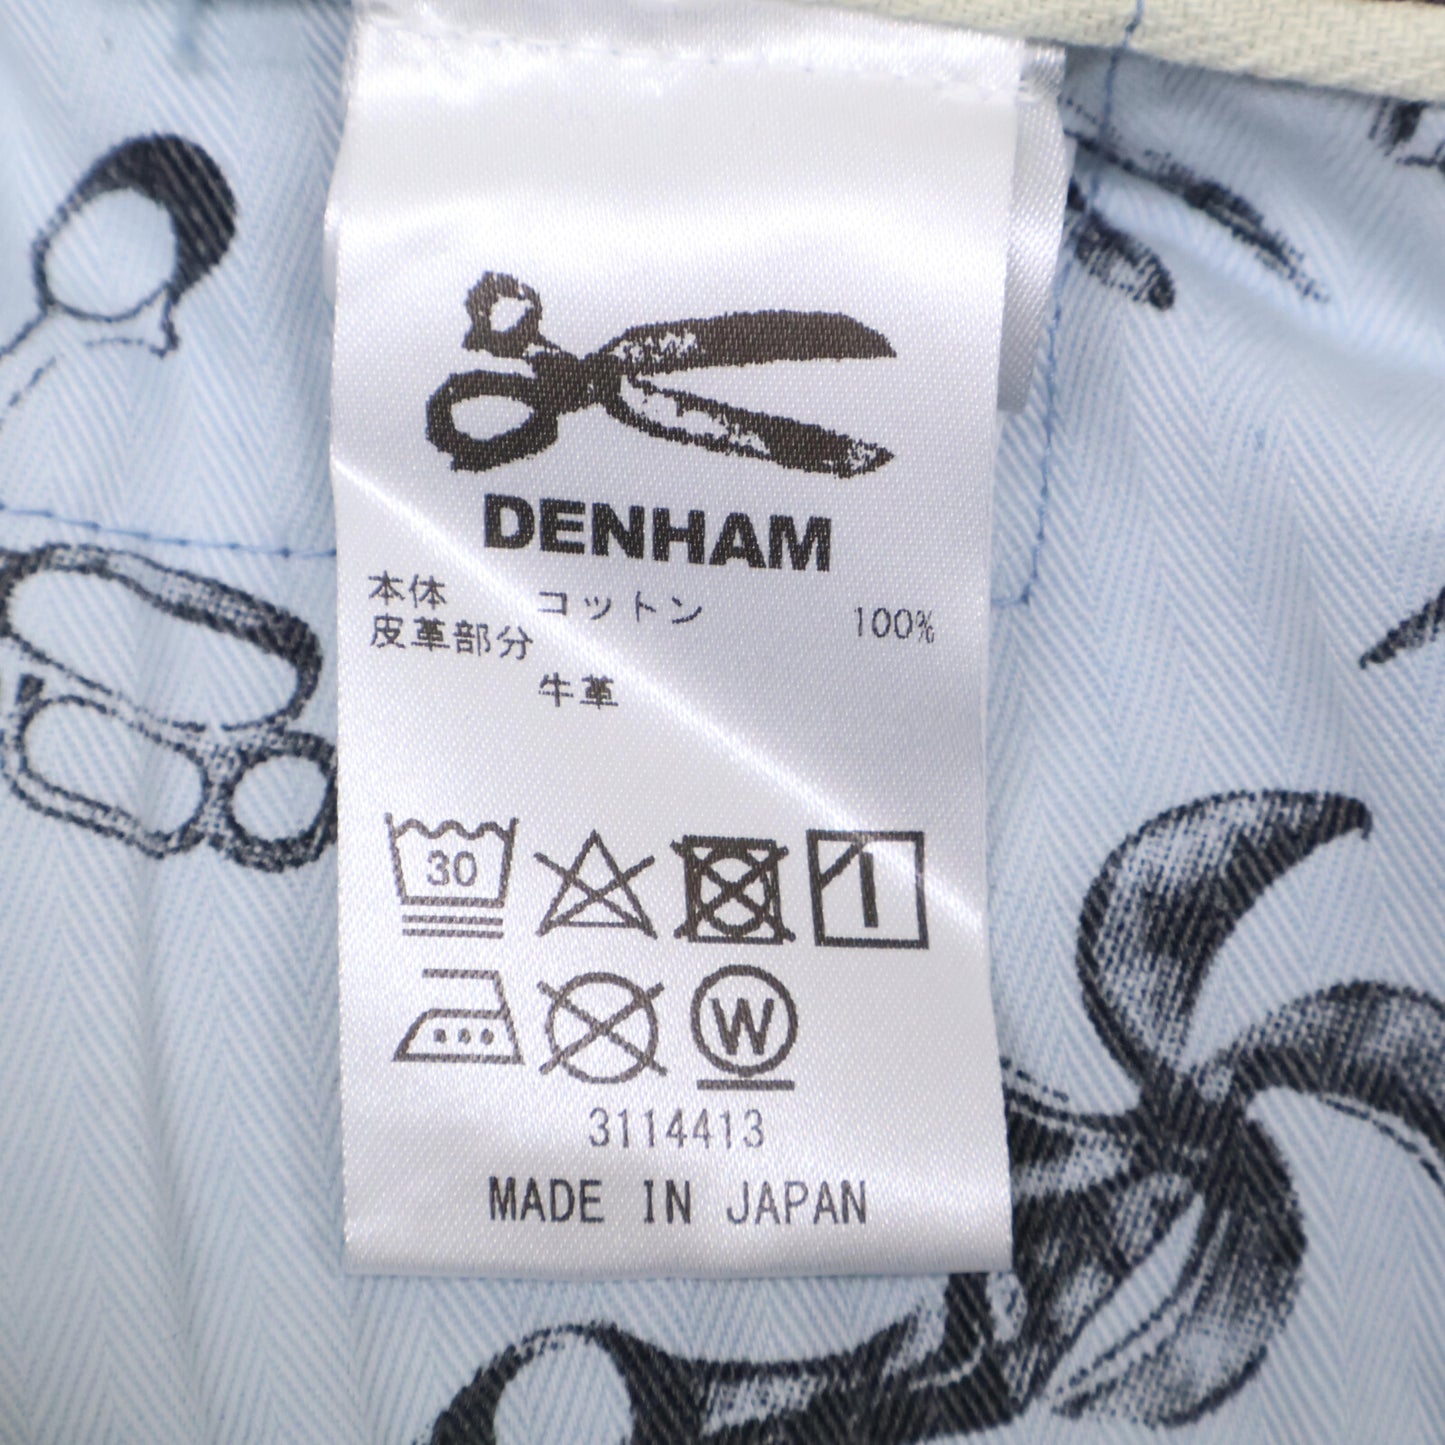 DENHAM
本体 コットン 100%
皮革部分
牛革
30
W
3114413
MADE IN JAPAN